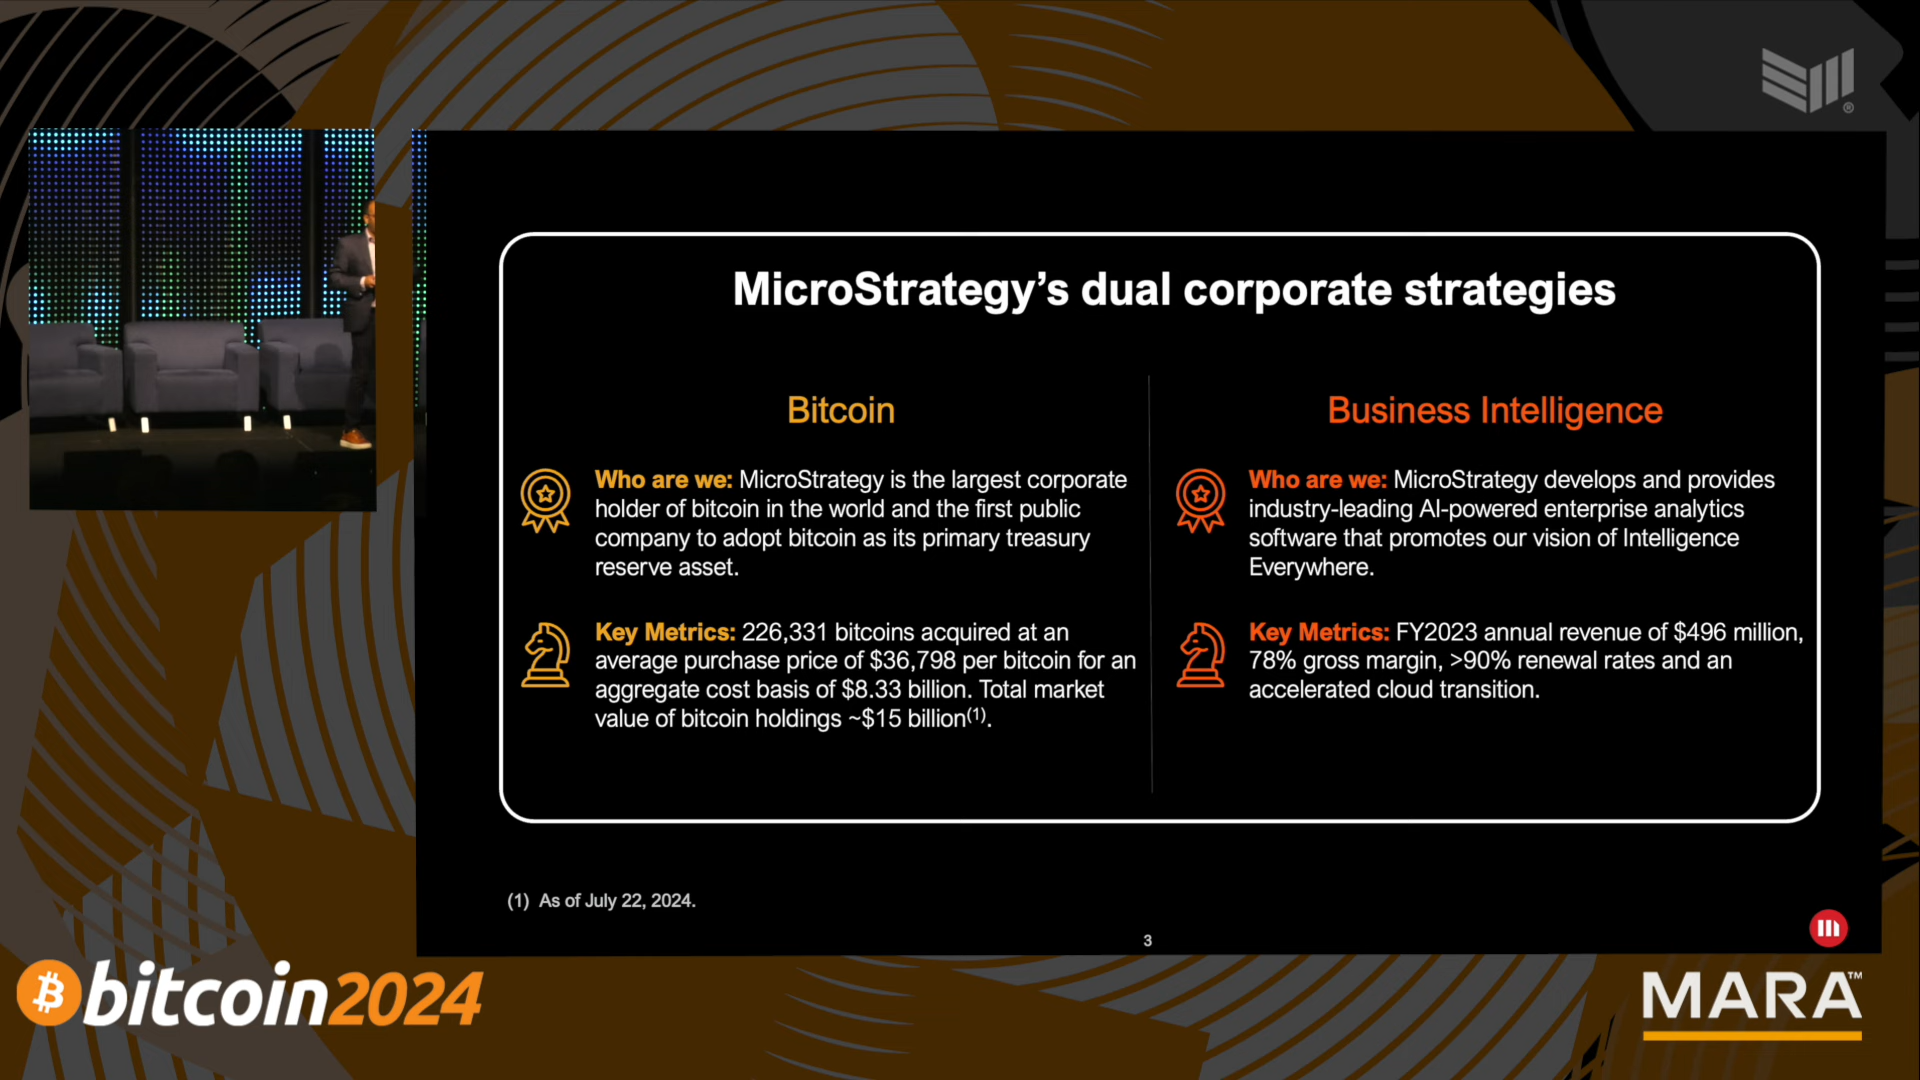 MicroStrategy’s dual corporate strategies
Bitcoin
Who are we: MicroStrategy is the largest corporate
holder of bitcoin in the world and the first public
company to adopt bitcoin as its primary treasury
reserve asset.
Key Metrics: 226,331 bitcoins acquired at an
average purchase price of $36,798 per bitcoin for an
aggregate cost basis of $8.33 billion. Total market
value of bitcoin holdings ~$15 billion(1).
Business Intelligence
Who are we: MicroStrategy develops and provides
industry-leading AI-powered enterprise analytics
software that promotes our vision of Intelligence
Everywhere.
Key Metrics: FY2023 annual revenue of $496 million,
78% gross margin, >90% renewal rates and an
accelerated cloud transition.
(1) As of July 22, 2024.
3
bitcoin2024
MARA™